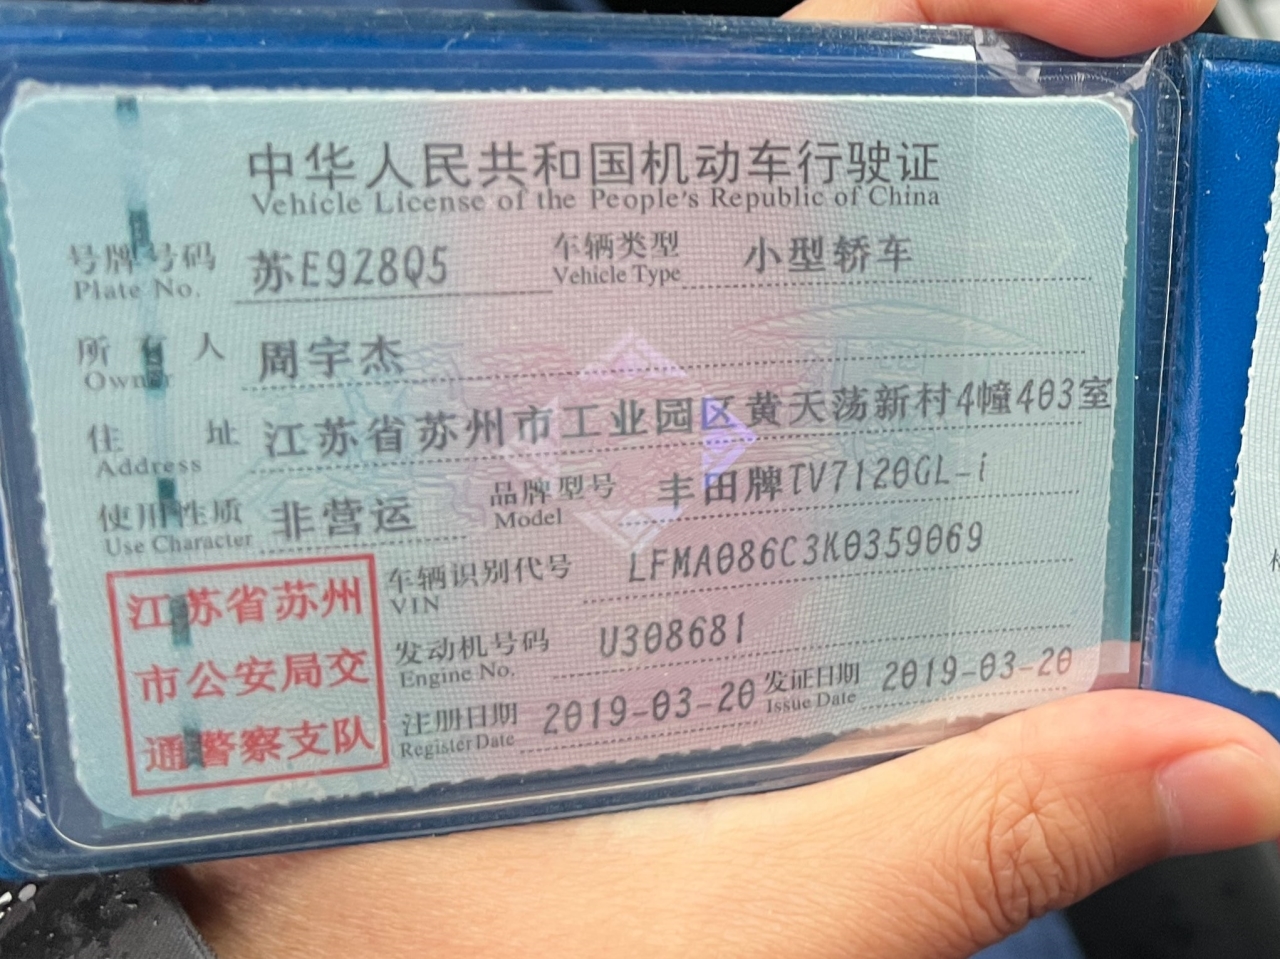 中华人民共和国机动车行驶证
Vehicle License of the People's Republic of China
号牌号码 苏E9Z8Q5 车辆类型 小型轿车
Plate No. Vehicle Type
所有人 周宇杰
Owner
住址 江苏省苏州市工业园区黄天荡新村4幢403室
Address
使用性质 非营运 品牌型号 丰田牌TV7120GL-i
Use Character Model
车辆识别代号 LFMA086C3K0359069
VIN
发动机号码 U308681
Engine No.
注册日期 2019-03-20 发证日期 2019-03-20
Register Date Issue Date
江苏省苏州
市公安局交
通警察支队